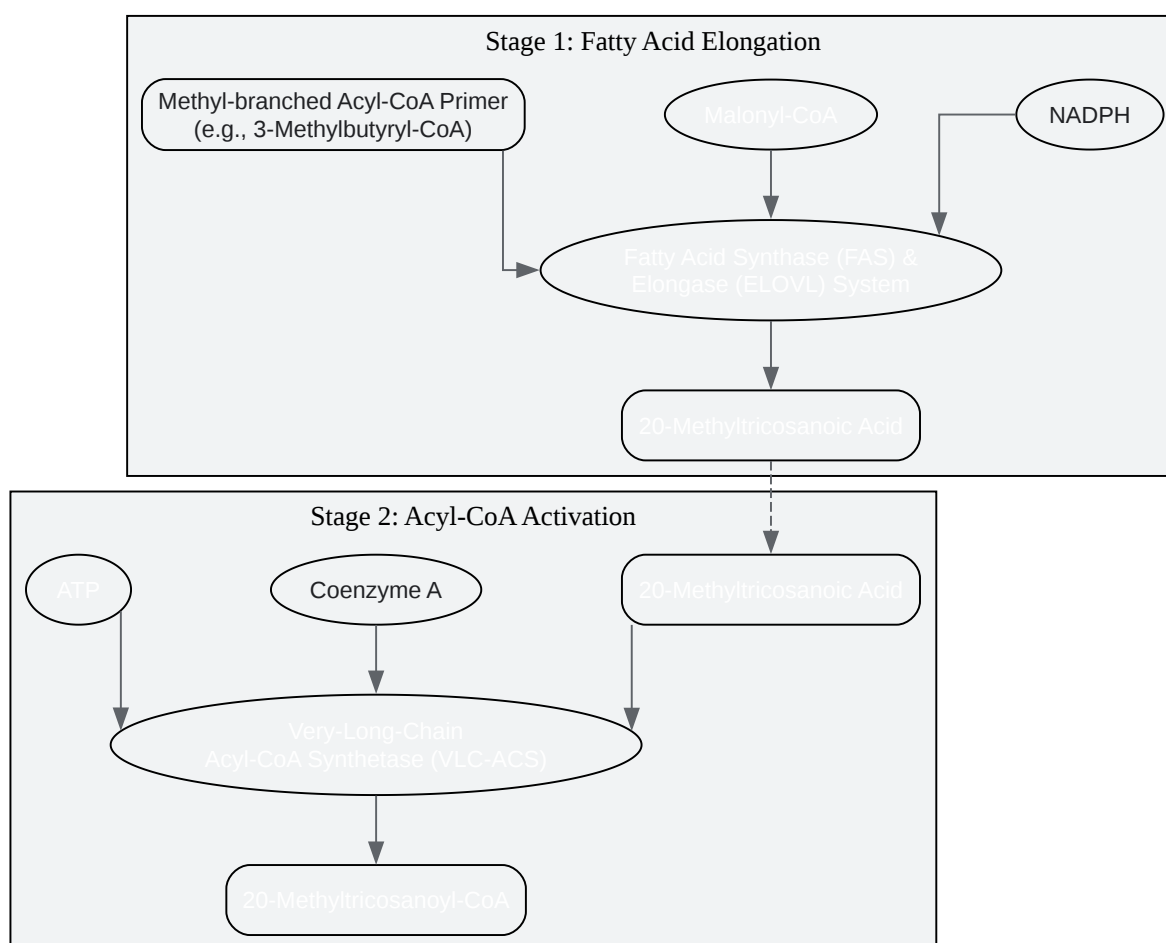 Stage 1: Fatty Acid Elongation
Methyl-branched Acyl-CoA Primer
(e.g., 3-Methylbutyryl-CoA)
Malonyl-CoA
NADPH
Fatty Acid Synthase (FAS) &
Elongase (ELOVL) System
20-Methyltricosanoic Acid
Stage 2: Acyl-CoA Activation
ATP
Coenzyme A
20-Methyltricosanoic Acid
Very-Long-Chain
Acyl-CoA Synthetase (VLC-ACS)
20-Methyltricosanoyl-CoA